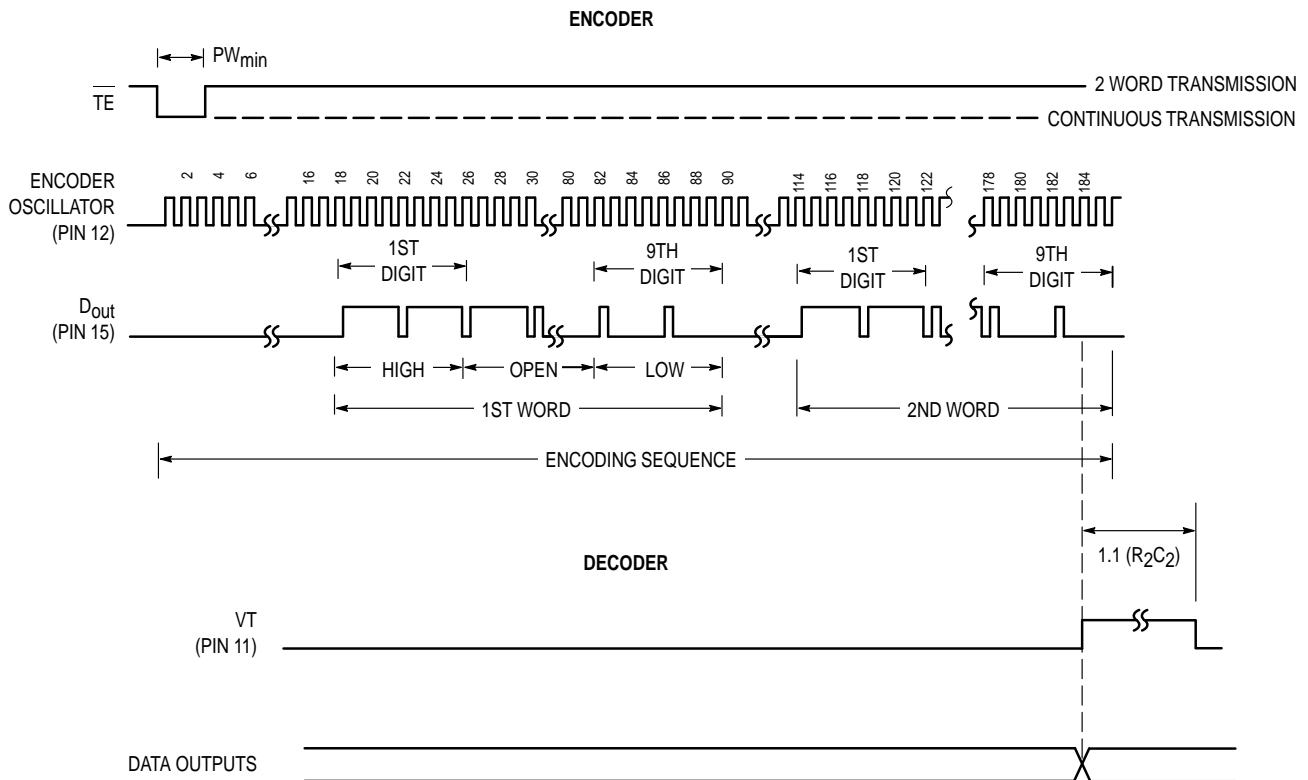 ENCODER
PWmin
TE
2 WORD TRANSMISSION
CONTINUOUS TRANSMISSION
ENCODER
OSCILLATOR
(PIN 12)
2 4 6 16 18 20 22 24 26 28 30 80 82 84 86 88 90 114 116 118 120 122 178 180 182 184
1ST
DIGIT
9TH
DIGIT
1ST
DIGIT
9TH
DIGIT
Dout
(PIN 15)
HIGH OPEN LOW
1ST WORD 2ND WORD
ENCODING SEQUENCE
1.1 (R2C2)
DECODER
VT
(PIN 11)
DATA OUTPUTS